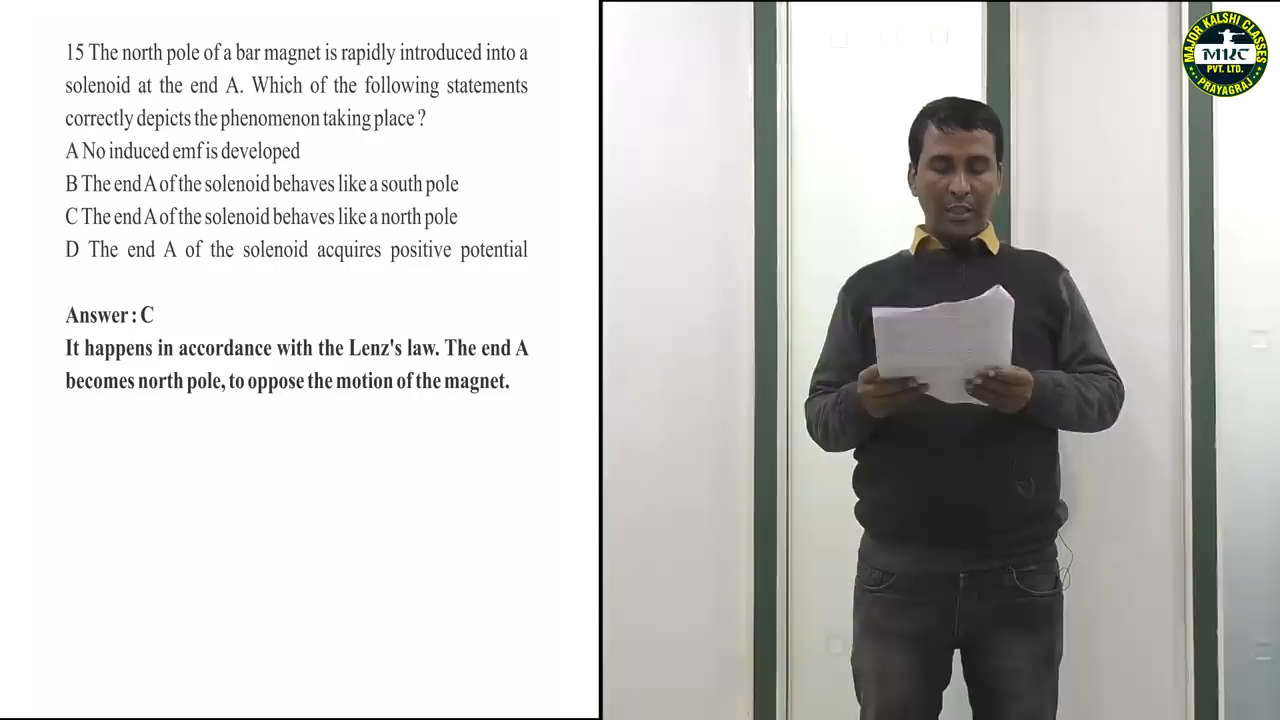 15 The north pole of a bar magnet is rapidly introduced into a
solenoid at the end A. Which of the following statements
correctly depicts the phenomenon taking place ?
A No induced emf is developed
B The end A of the solenoid behaves like a south pole
C The end A of the solenoid behaves like a north pole
D The end A of the solenoid acquires positive potential
Answer : C
It happens in accordance with the Lenz's law. The end A
becomes north pole, to oppose the motion of the magnet.
MAJOR KALSHI CLASSES
MKC
PVT. LTD.
PRAYAGRAJ